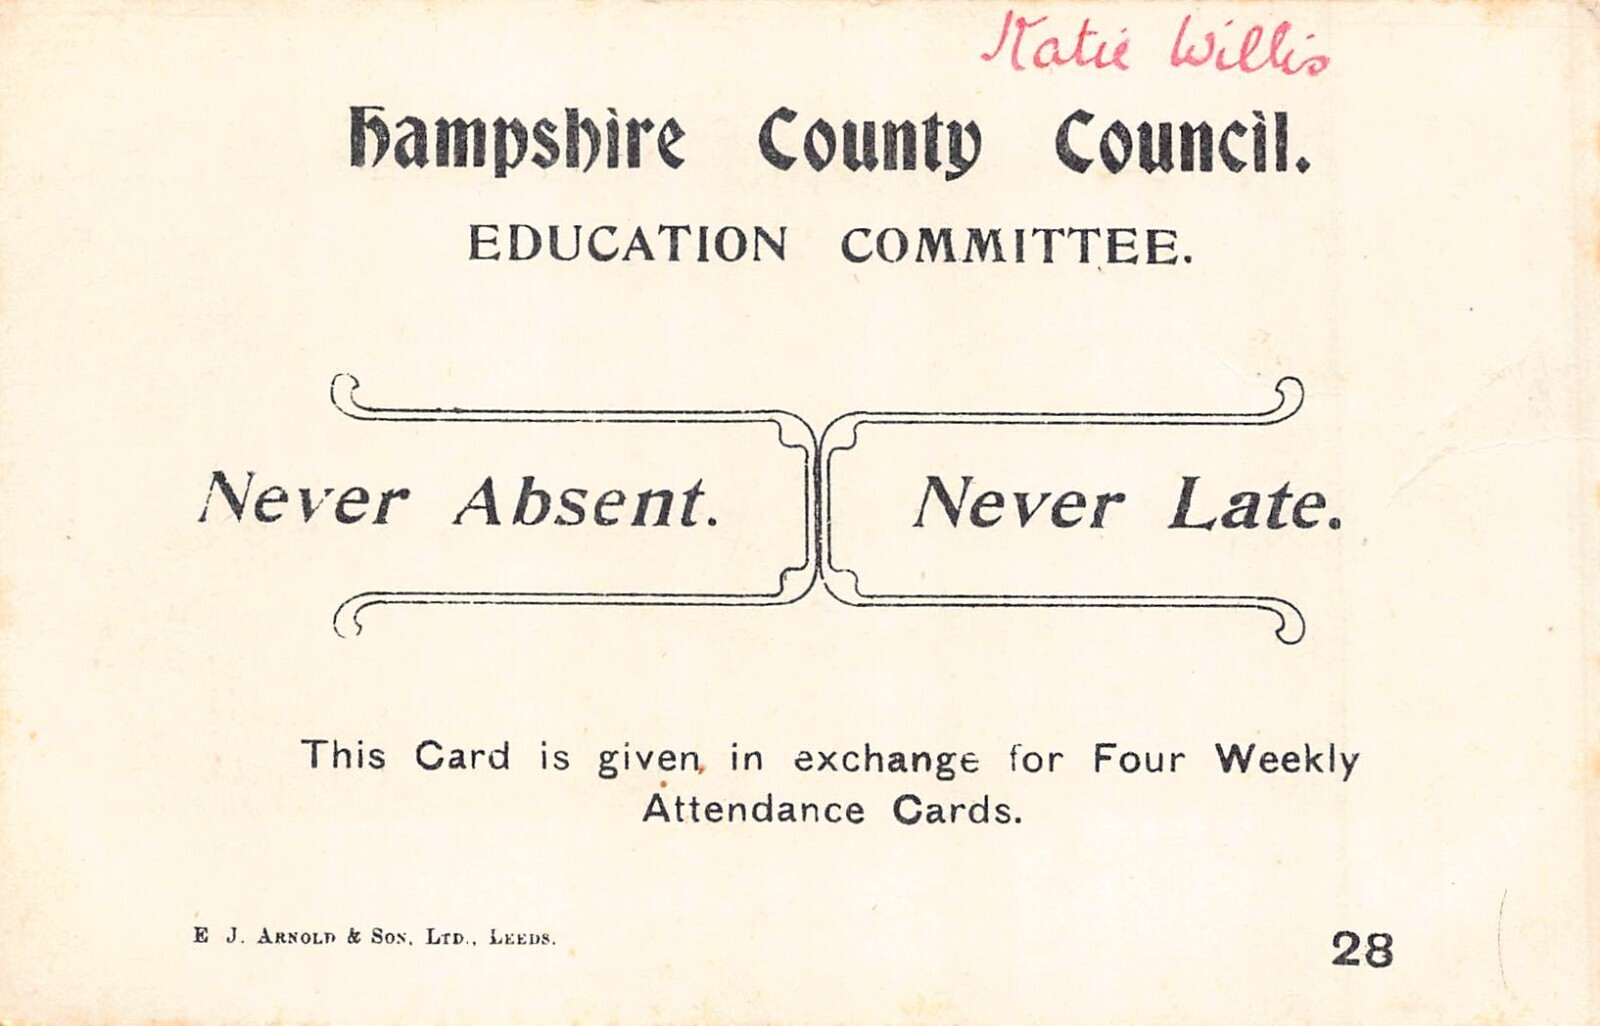 Katie Willis
Hampshire County Council.
EDUCATION COMMITTEE.
Never Absent. Never Late.
This Card is given in exchange for Four Weekly
Attendance Cards.
E J. ARNOLD & SON, LTD., LEEDS.
28